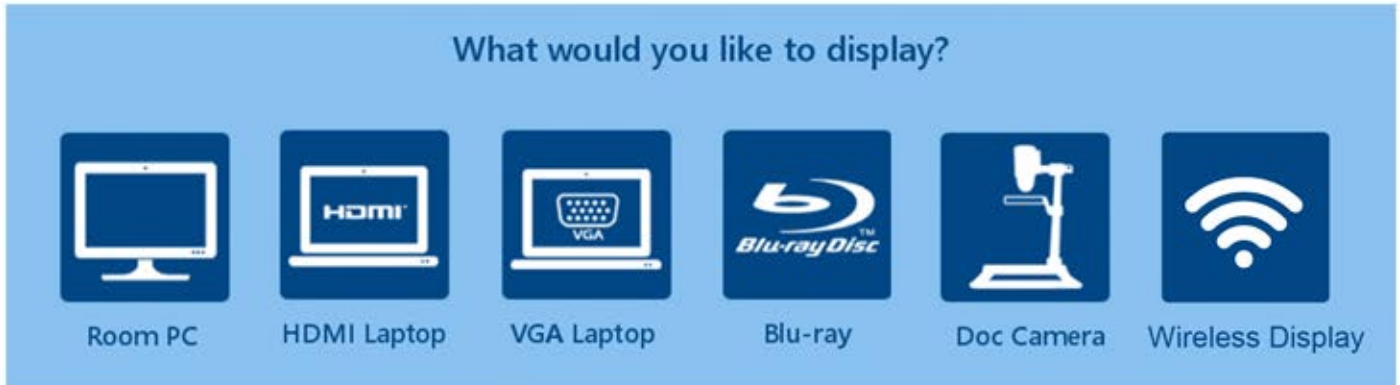 What would you like to display?
HDMI
VGA
Blu-ray Disc
TM
Room PC
HDMI Laptop
VGA Laptop
Blu-ray
Doc Camera
Wireless Display